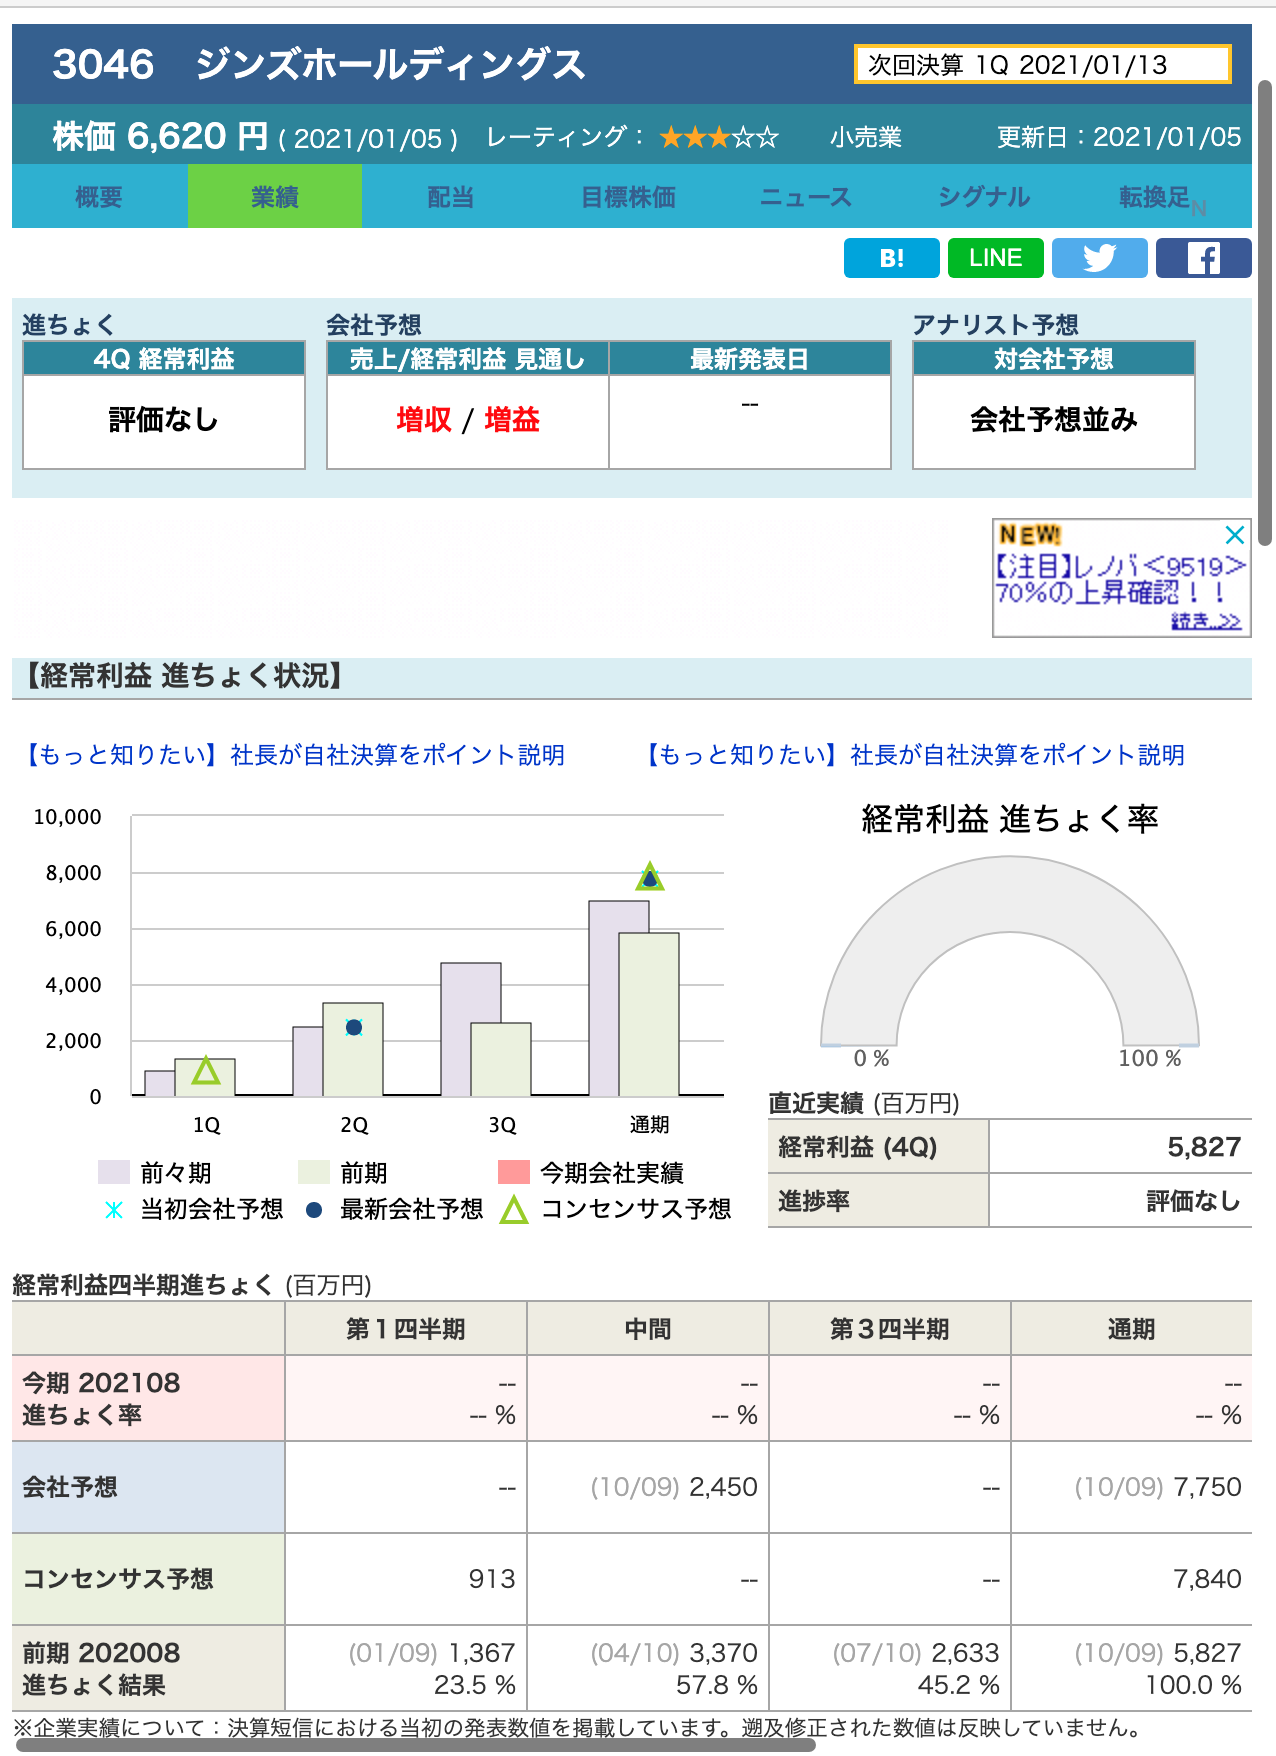 3046 ジンズホールディングス
次回決算 1Q 2021/01/13
株価 6,620 円 ( 2021/01/05 ) レーティング： ★★★☆☆ 小売業 更新日：2021/01/05
概要 業績 配当 目標株価 ニュース シグナル 転換足N
B! LINE
進ちょく 会社予想 アナリスト予想
4Q 経常利益 売上/経常利益 見通し 最新発表日 対会社予想
評価なし 増収 / 増益 -- 会社予想並み
NEW!
【注目】レノバ<9519>
70%の上昇確認！！
続き..>>
【経常利益 進ちょく状況】
【もっと知りたい】社長が自社決算をポイント説明 【もっと知りたい】社長が自社決算をポイント説明
10,000
8,000
6,000
4,000
2,000
0
1Q 2Q 3Q 通期
前々期 前期 今期会社実績
当初会社予想 最新会社予想 コンセンサス予想
経常利益 進ちょく率
0 % 100 %
直近実績 (百万円)
経常利益 (4Q) 5,827
進捗率 評価なし
経常利益四半期進ちょく (百万円)
第１四半期 中間 第３四半期 通期
今期 202108 -- -- -- --
進ちょく率 -- % -- % -- % -- %
会社予想 -- (10/09) 2,450 -- (10/09) 7,750
コンセンサス予想 913 -- -- 7,840
前期 202008 (01/09) 1,367 (04/10) 3,370 (07/10) 2,633 (10/09) 5,827
進ちょく結果 23.5 % 57.8 % 45.2 % 100.0 %
※企業実績について：決算短信における当初の発表数値を掲載しています。遡及修正された数値は反映していません。